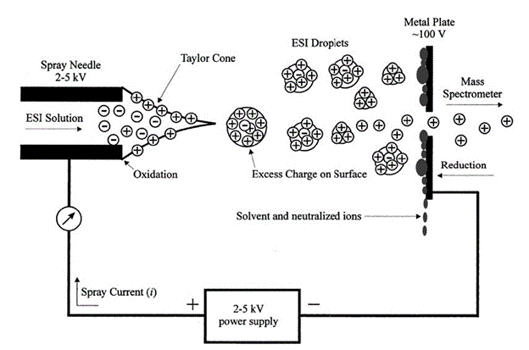 Metal Plate
~100 V
ESI Droplets
Spray Needle
2-5 kV
Taylor Cone
Mass
Spectrometer
ESI Solution
Oxidation
Excess Charge on Surface
Reduction
Solvent and neutralized ions
Spray Current (i)
+
−
2-5 kV
power supply